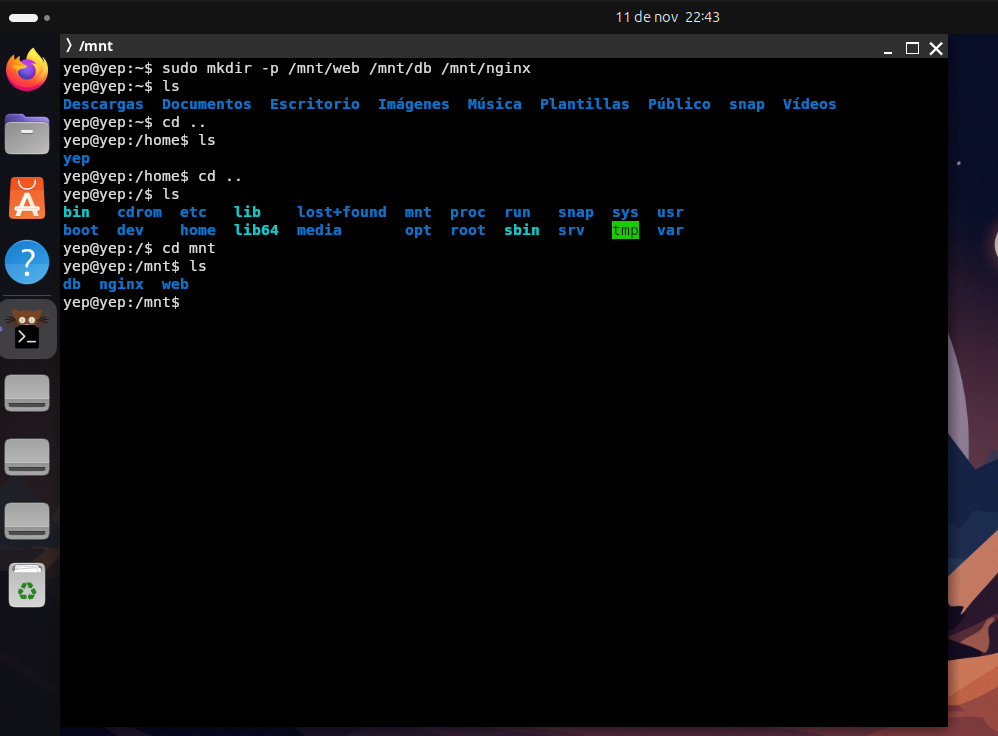 11 de nov 22:43
⟩ /mnt
yep@yep:~$ sudo mkdir -p /mnt/web /mnt/db /mnt/nginx
yep@yep:~$ ls
Descargas Documentos Escritorio Imágenes Música Plantillas Público snap Vídeos
yep@yep:~$ cd ..
yep@yep:/home$ ls
yep
yep@yep:/home$ cd ..
yep@yep:/$ ls
bin cdrom etc lib lost+found mnt proc run snap sys usr
boot dev home lib64 media opt root sbin srv tmp var
yep@yep:/$ cd mnt
yep@yep:/mnt$ ls
db nginx web
yep@yep:/mnt$